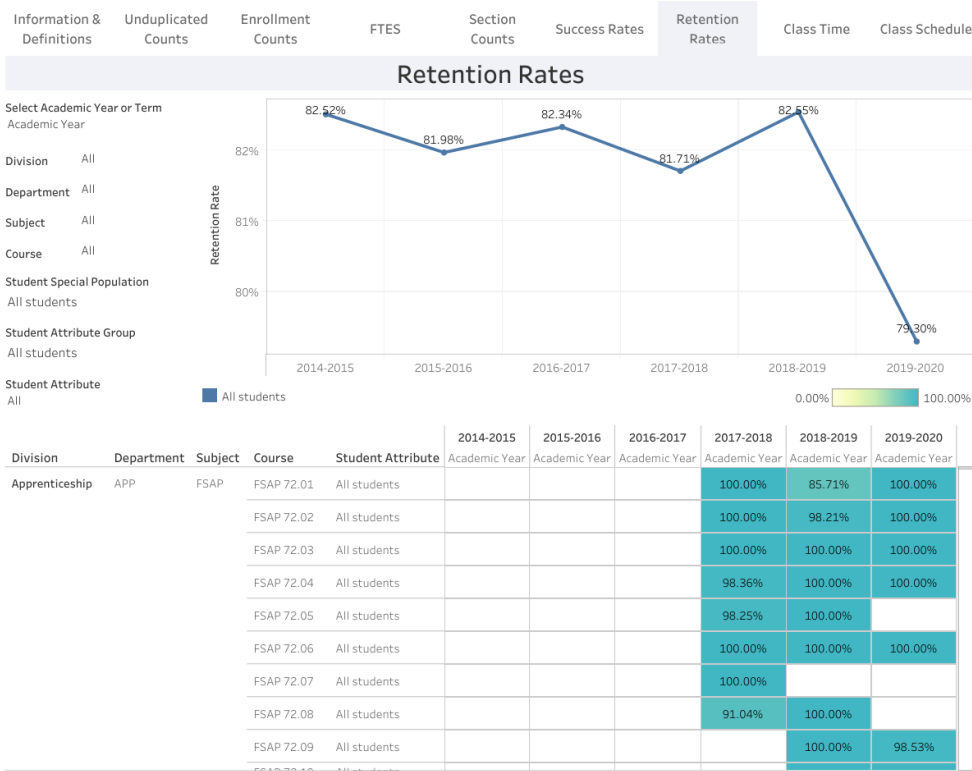 Information & Definitions
Unduplicated Counts
Enrollment Counts
FTES
Section Counts
Success Rates
Retention Rates
Class Time
Class Schedule
Retention Rates
Select Academic Year or Term
Academic Year
Division All
Department All
Subject All
Course All
Student Special Population
All students
Student Attribute Group
All students
Student Attribute
All
Retention Rate
82%
81%
80%
82.52%
81.98%
82.34%
81.71%
82.55%
79.30%
2014-2015 2015-2016 2016-2017 2017-2018 2018-2019 2019-2020
All students
0.00% 100.00%
2014-2015 2015-2016 2016-2017 2017-2018 2018-2019 2019-2020
Division Department Subject Course Student Attribute Academic Year Academic Year Academic Year Academic Year Academic Year Academic Year
Apprenticeship APP FSAP FSAP 72.01 All students 100.00% 85.71% 100.00%
FSAP 72.02 All students 100.00% 98.21% 100.00%
FSAP 72.03 All students 100.00% 100.00% 100.00%
FSAP 72.04 All students 98.36% 100.00% 100.00%
FSAP 72.05 All students 98.25% 100.00%
FSAP 72.06 All students 100.00% 100.00% 100.00%
FSAP 72.07 All students 100.00%
FSAP 72.08 All students 91.04% 100.00%
FSAP 72.09 All students 100.00% 98.53%